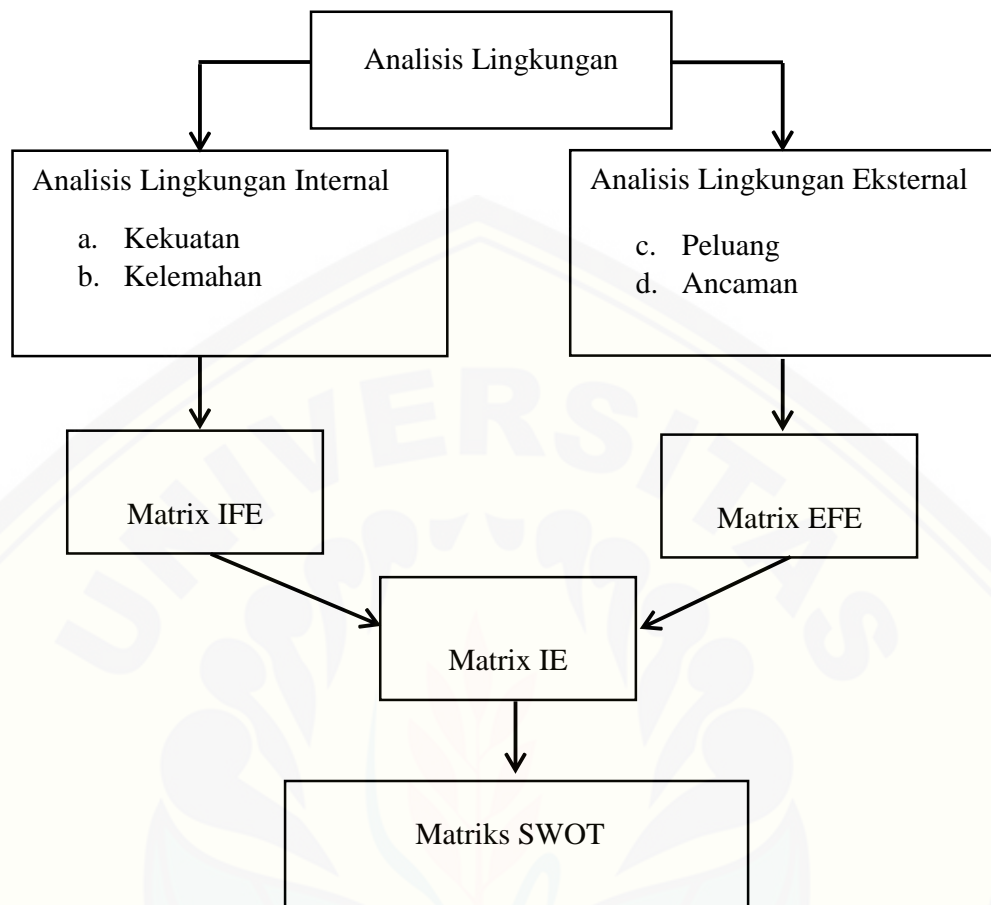 Analisis Lingkungan
Analisis Lingkungan Internal
a. Kekuatan
b. Kelemahan
Analisis Lingkungan Eksternal
c. Peluang
d. Ancaman
Matrix IFE
Matrix EFE
Matrix IE
Matriks SWOT
UNIVERSITAS